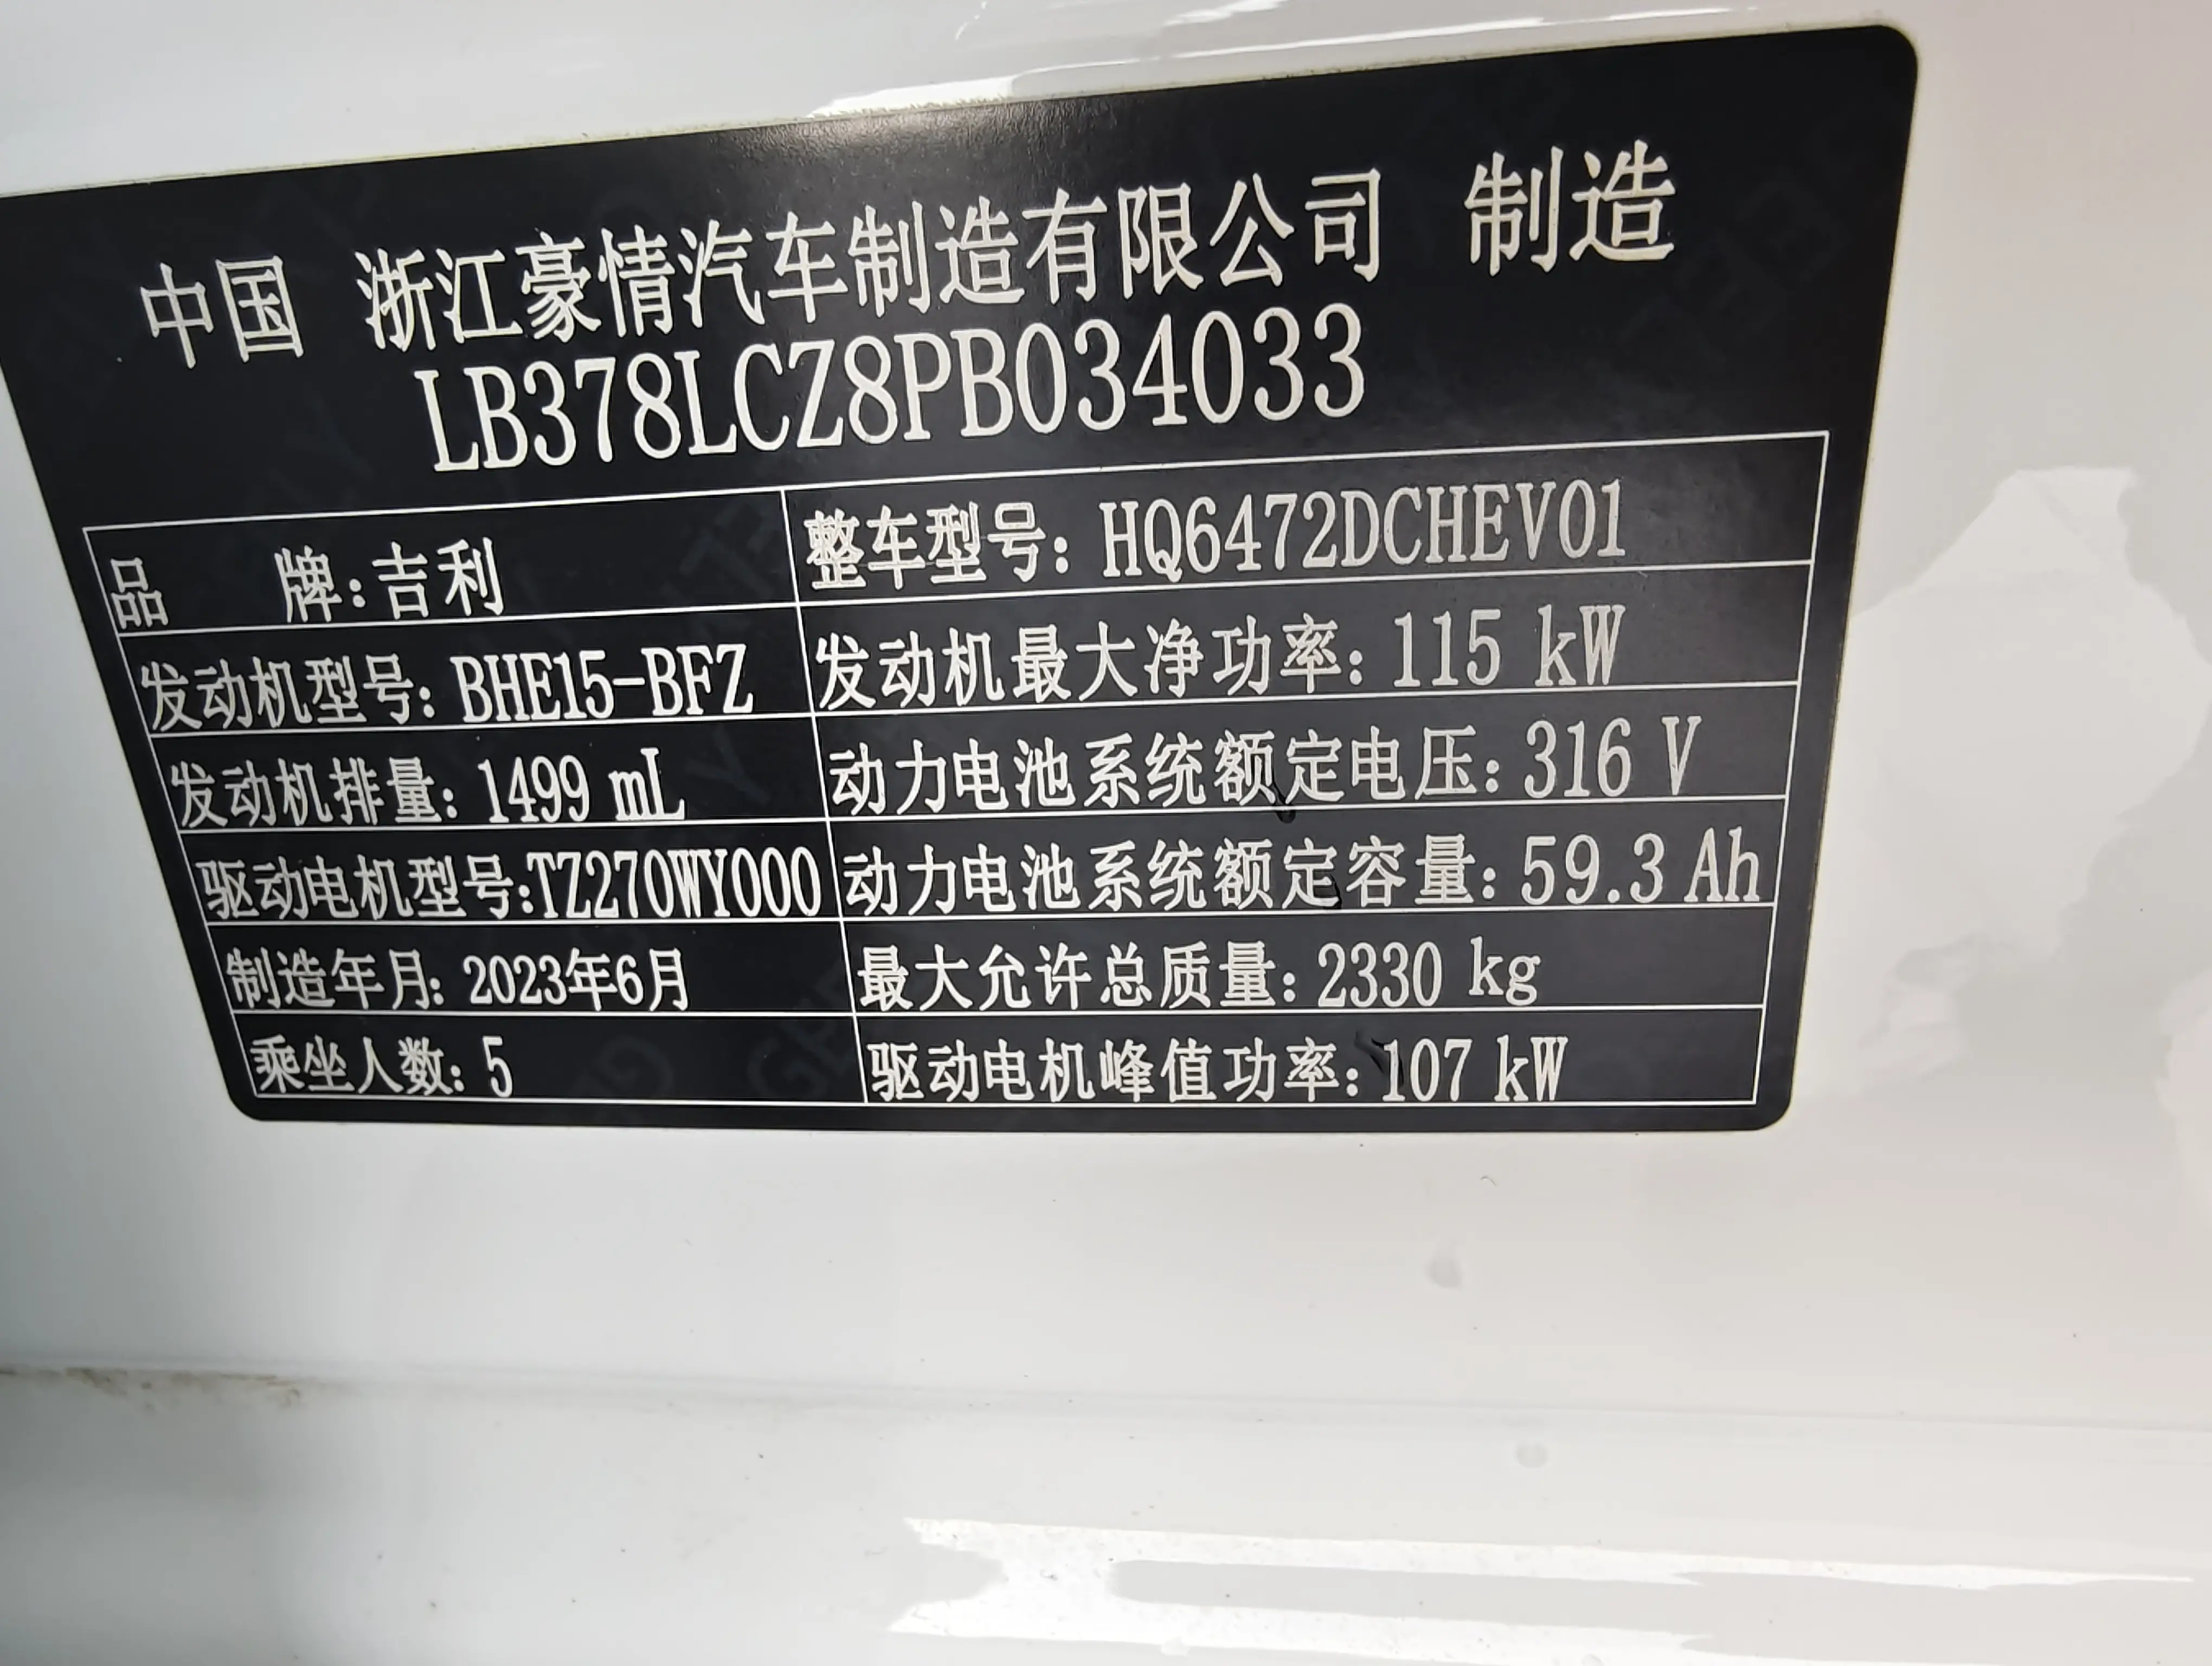 中国 浙江豪情汽车制造有限公司 制造
LB378LCZ8PB034033
品 牌:吉利 整车型号: HQ6472DCHEV01
发动机型号: BHE15-BFZ 发动机最大净功率: 115 kW
发动机排量: 1499 mL 动力电池系统额定电压: 316 V
驱动电机型号:TZ270WY000 动力电池系统额定容量: 59.3 Ah
制造年月: 2023年6月 最大允许总质量: 2330 kg
乘坐人数: 5 驱动电机峰值功率: 107 kW